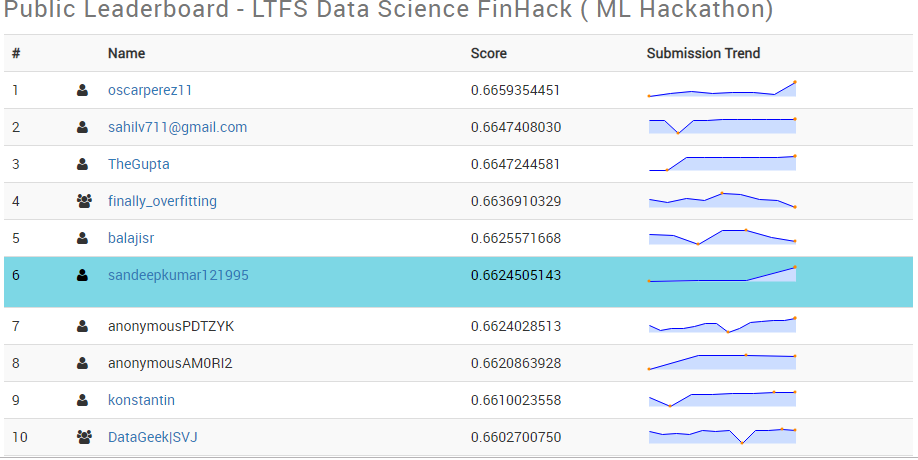 Public Leaderboard - LTFS Data Science FinHack ( ML Hackathon)
# Name Score Submission Trend
1 oscarperez11 0.6659354451
2 sahilv711@gmail.com 0.6647408030
3 TheGupta 0.6647244581
4 finally_overfitting 0.6636910329
5 balajisr 0.6625571668
6 sandeepkumar121995 0.6624505143
7 anonymousPDTZYK 0.6624028513
8 anonymousAM0RI2 0.6620863928
9 konstantin 0.6610023558
10 DataGeek|SVJ 0.6602700750